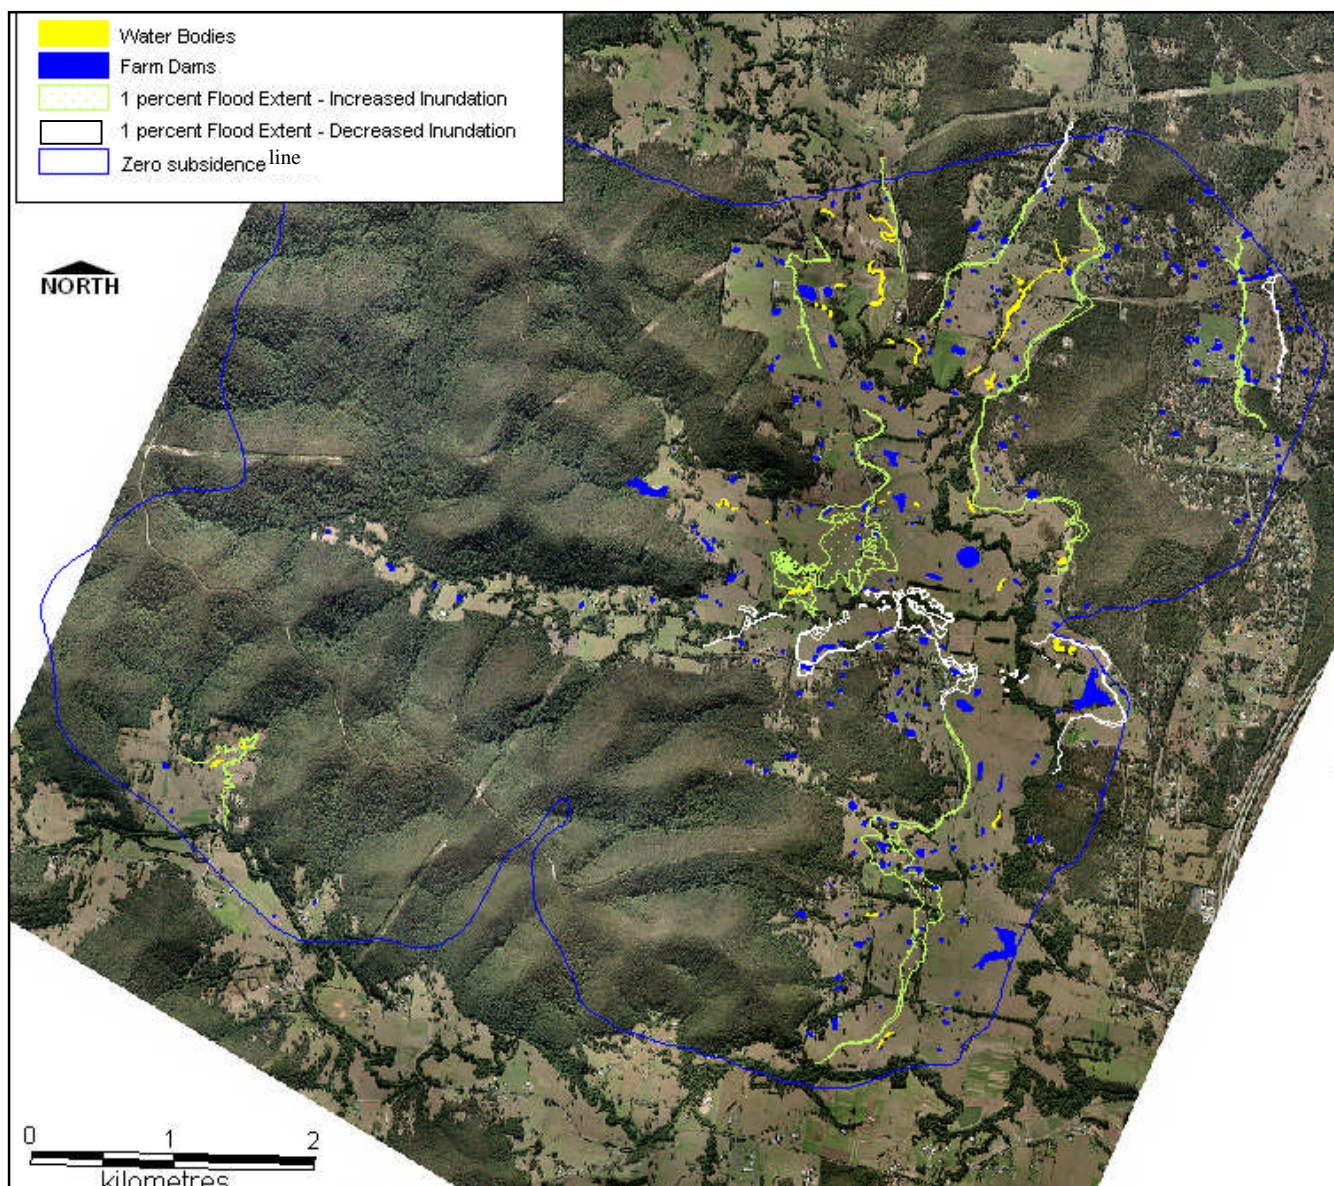 Water Bodies
Farm Dams
1 percent Flood Extent - Increased Inundation
1 percent Flood Extent - Decreased Inundation
Zero subsidence line
NORTH
0 1 2
kilometres